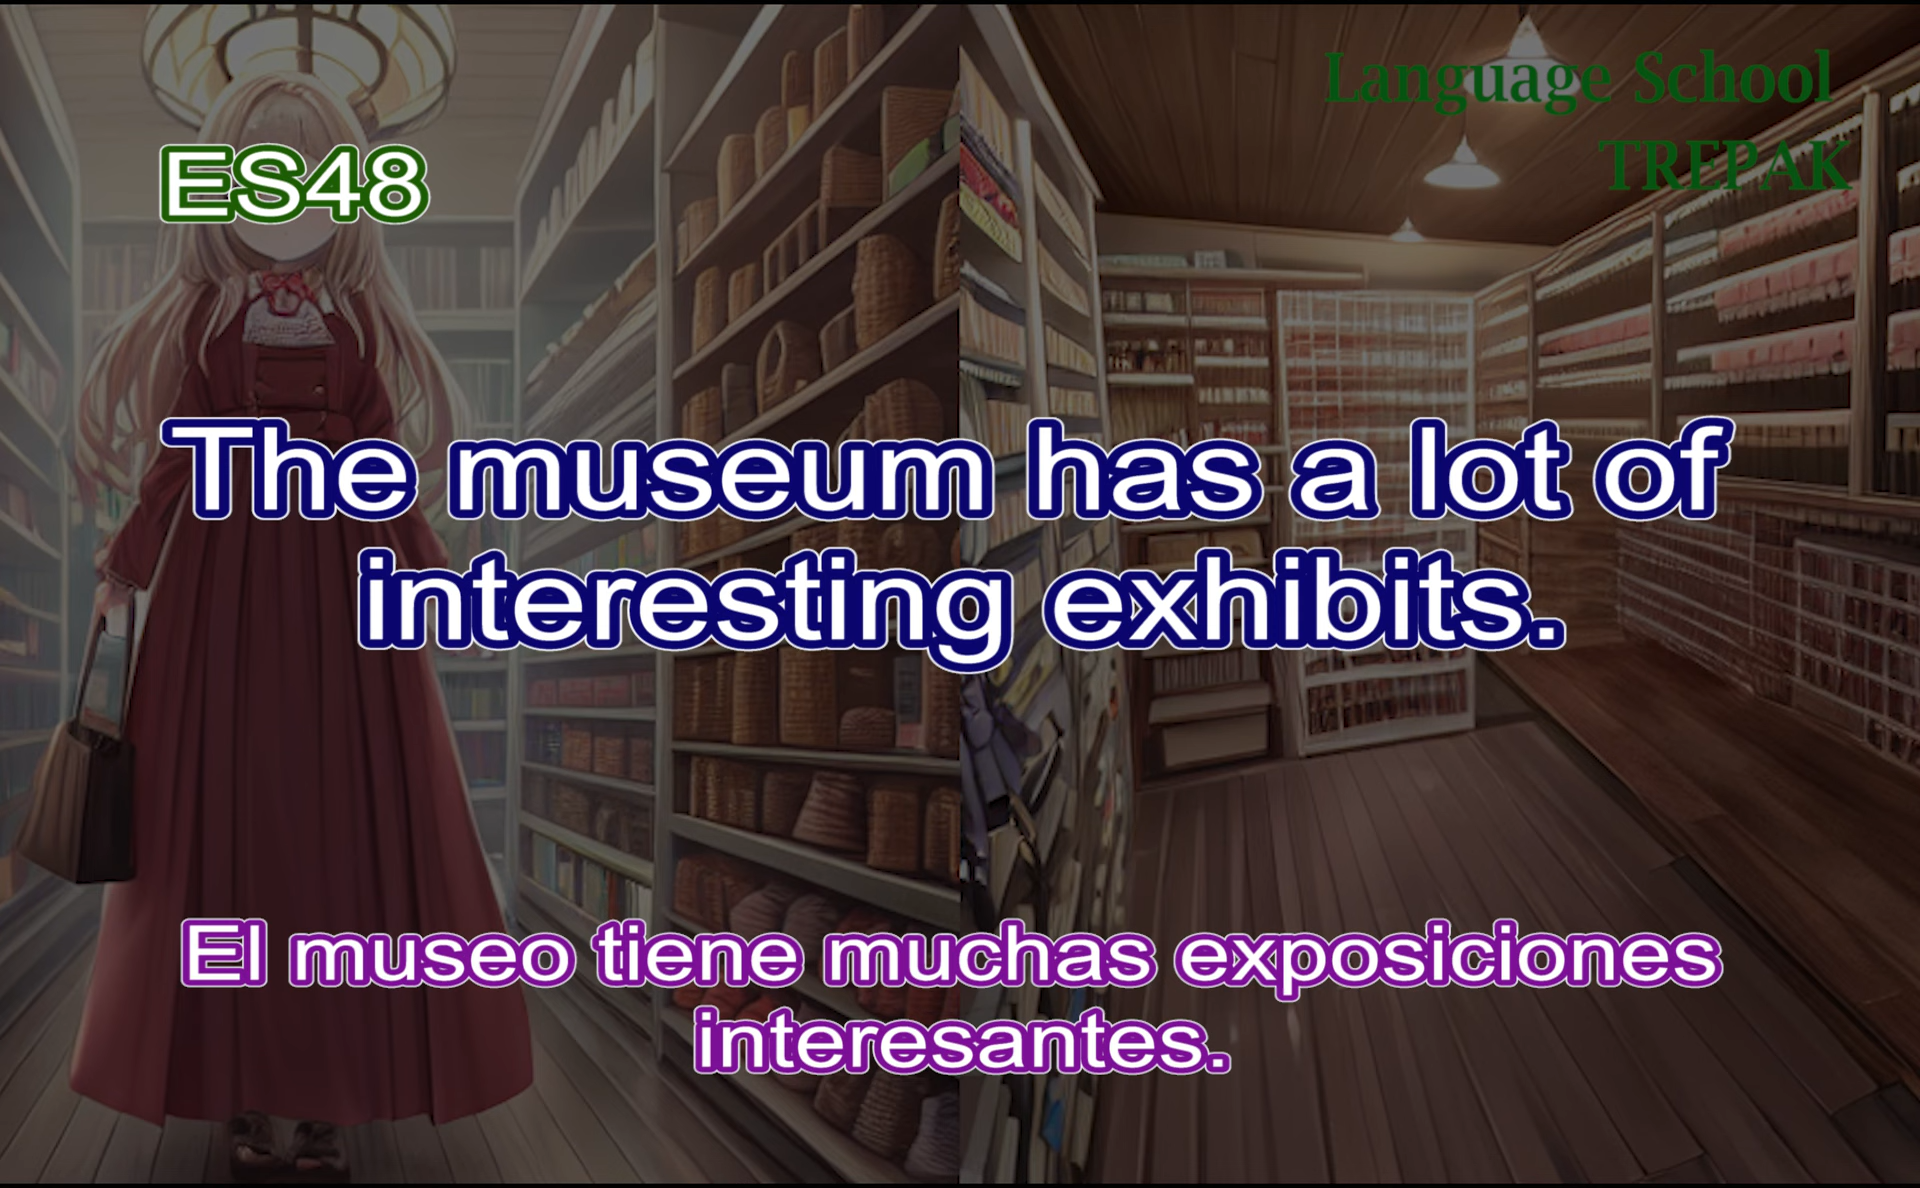 Language School
TREPAK
ES48
The museum has a lot of
interesting exhibits.
El museo tiene muchas exposiciones
interesantes.